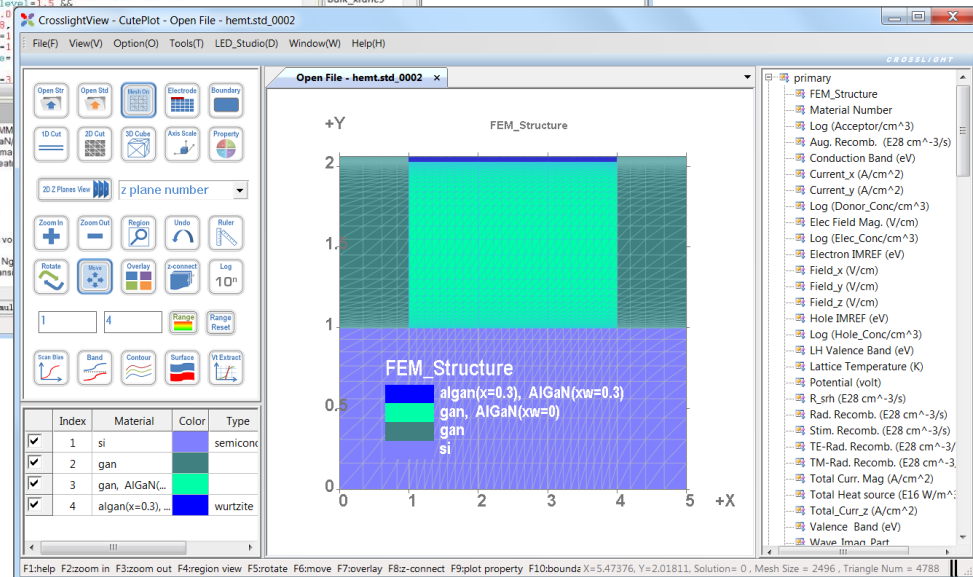 level=1.5 &&
CrosslightView - CutePlot - Open File - hemt.std_0002
File(F) View(V) Option(O) Tools(T) LED_Studio(D) Window(W) Help(H)
CROSSLIGHT
Open Str Open Std Mesh On Electrode Boundary
1D Cut 2D Cut 3D Cube Axis Scale Property
2D Z Planes View z plane number
Zoom In Zoom Out Region Undo Ruler
Rotate Move Overlay z-connect Log
10ⁿ
1 4 Range Range Reset
Scan Bias Band Contour Surface Vt Extract
Index Material Color Type
1 si semicond
2 gan
3 gan, AlGaN(...
4 algan(x=0.3), ... wurtzite
Open File - hemt.std_0002 ×
+Y FEM_Structure
2
1.5
1
0.5
0
0 1 2 3 4 5 +X
FEM_Structure
algan(x=0.3), AlGaN(xw=0.3)
gan, AlGaN(xw=0)
gan
si
primary
FEM_Structure
Material Number
Log (Acceptor/cm^3)
Aug. Recomb. (E28 cm^-3/s)
Conduction Band (eV)
Current_x (A/cm^2)
Current_y (A/cm^2)
Log (Donor_Conc/cm^3)
Elec Field Mag. (V/cm)
Log (Elec_Conc/cm^3)
Electron IMREF (eV)
Field_x (V/cm)
Field_y (V/cm)
Field_z (V/cm)
Hole IMREF (eV)
Log (Hole_Conc/cm^3)
LH Valence Band (eV)
Lattice Temperature (K)
Potential (volt)
R_srh (E28 cm^-3/s)
Rad. Recomb. (E28 cm^-3/s)
Stim. Recomb. (E28 cm^-3/s)
TE-Rad. Recomb. (E28 cm^-3/
TM-Rad. Recomb. (E28 cm^-3
Total Curr. Mag (A/cm^2)
Total Heat source (E16 W/m^
Total_Curr_z (A/cm^2)
Valence Band (eV)
Wave_Imag_Part
F1:help F2:zoom in F3:zoom out F4:region view F5:rotate F6:move F7:overlay F8:z-connect F9:plot property F10:bounda X=5.47376, Y=2.01811, Solution= 0 , Mesh Size = 2496 , Triangle Num = 4788